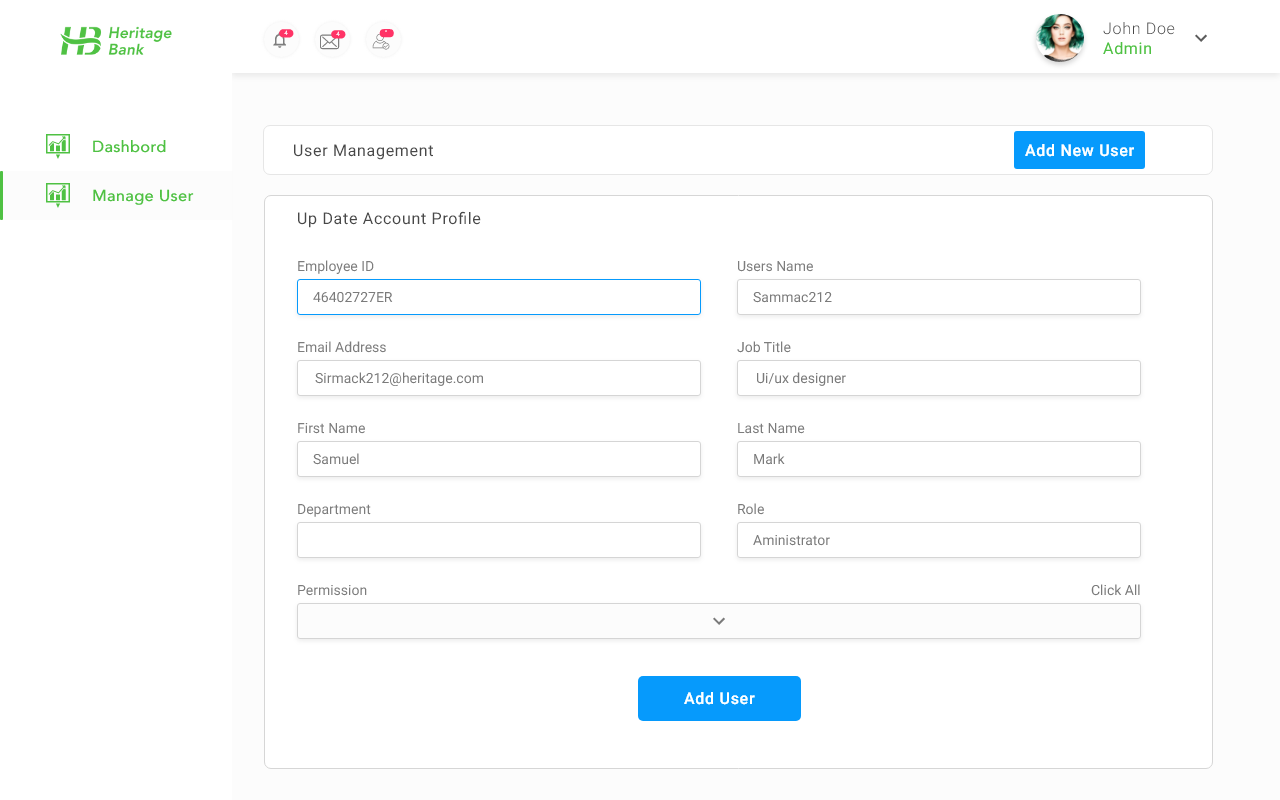 Heritage
Bank
4
4
John Doe
Admin
Dashbord
Manage User
User Management
Add New User
Up Date Account Profile
Employee ID
Users Name
46402727ER
Sammac212
Email Address
Job Title
Sirmack212@heritage.com
Ui/ux designer
First Name
Last Name
Samuel
Mark
Department
Role
Aministrator
Permission
Click All
Add User